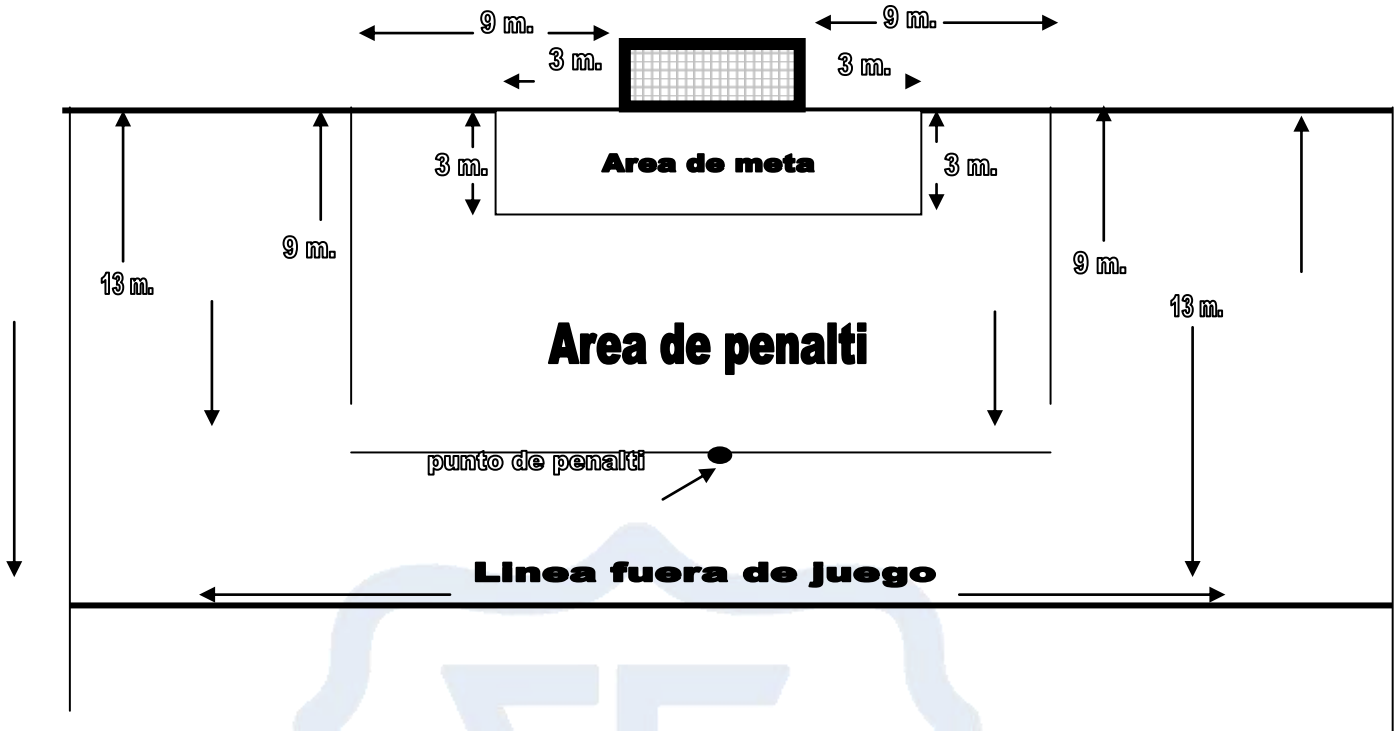 9 m.
9 m.
3 m.
3 m.
3 m.
Area de meta
3 m.
9 m.
9 m.
13 m.
13 m.
Area de penalti
punto de penalti
Linea fuera de juego